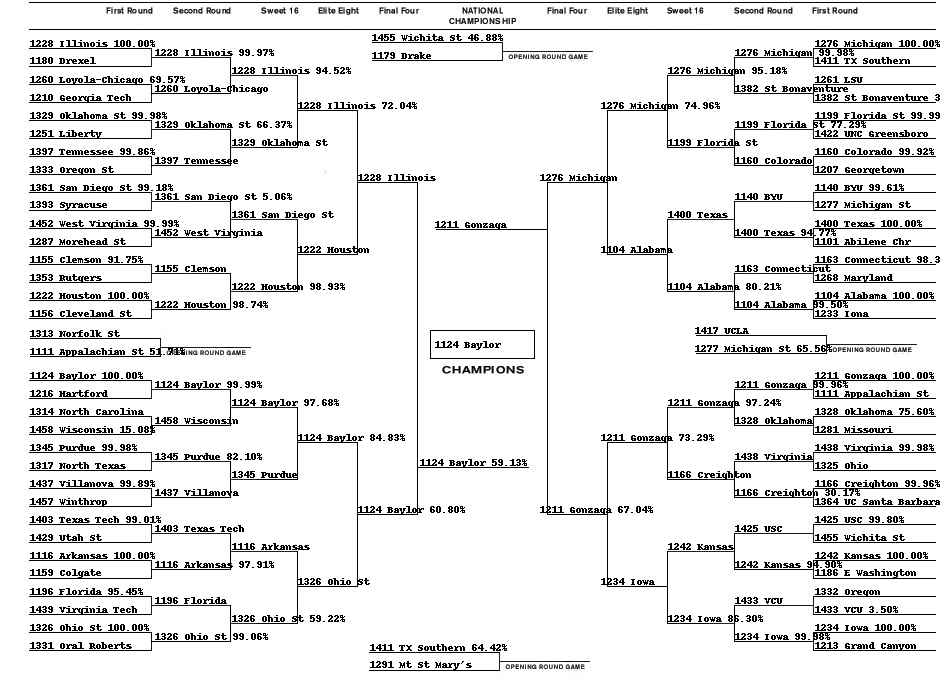 First Round Second Round Sweet 16 Elite Eight Final Four NATIONAL CHAMPIONSHIP Final Four Elite Eight Sweet 16 Second Round First Round
1455 Wichita St 46.88%
1179 Drake
OPENING ROUND GAME
1228 Illinois 100.00%
1180 Drexel
1260 Loyola-Chicago 69.57%
1210 Georgia Tech
1329 Oklahoma St 99.98%
1251 Liberty
1397 Tennessee 99.86%
1333 Oregon St
1361 San Diego St 99.18%
1393 Syracuse
1452 West Virginia 99.99%
1287 Morehead St
1155 Clemson 91.75%
1353 Rutgers
1222 Houston 100.00%
1156 Cleveland St
1228 Illinois 99.97%
1260 Loyola-Chicago
1329 Oklahoma St 66.37%
1397 Tennessee
1361 San Diego St 5.06%
1452 West Virginia
1155 Clemson
1222 Houston 98.74%
1228 Illinois 94.52%
1329 Oklahoma St
1361 San Diego St
1222 Houston 98.93%
1228 Illinois 72.04%
1222 Houston
1228 Illinois
1313 Norfolk St
1111 Appalachian St 51.71%
ROUND GAME
1124 Baylor 100.00%
1216 Hartford
1314 North Carolina
1458 Wisconsin 15.08%
1345 Purdue 99.98%
1317 North Texas
1437 Villanova 99.89%
1457 Winthrop
1403 Texas Tech 99.01%
1429 Utah St
1116 Arkansas 100.00%
1159 Colgate
1196 Florida 95.45%
1439 Virginia Tech
1326 Ohio St 100.00%
1331 Oral Roberts
1124 Baylor 99.99%
1458 Wisconsin
1345 Purdue 82.10%
1437 Villanova
1403 Texas Tech
1116 Arkansas 97.91%
1196 Florida
1326 Ohio St 99.06%
1124 Baylor 97.68%
1345 Purdue
1116 Arkansas
1326 Ohio St 59.22%
1124 Baylor 84.83%
1326 Ohio St
1124 Baylor 60.80%
1211 Gonzaga
1124 Baylor
CHAMPIONS
1124 Baylor 59.13%
1276 Michigan
1211 Gonzaga 67.04%
1276 Michigan 74.96%
1104 Alabama
1211 Gonzaga 73.29%
1234 Iowa
1276 Michigan 95.18%
1199 Florida St
1400 Texas
1104 Alabama 80.21%
1276 Michigan 99.98%
1382 St Bonaventure
1199 Florida St 77.29%
1160 Colorado
1140 BYU
1400 Texas 94.77%
1163 Connecticut
1104 Alabama 99.50%
1276 Michigan 100.00%
1411 TX Southern
1261 LSU
1382 St Bonaventure 3
1199 Florida St 99.99
1422 UNC Greensboro
1160 Colorado 99.92%
1207 Georgetown
1140 BYU 99.61%
1277 Michigan St
1400 Texas 100.00%
1101 Abilene Chr
1163 Connecticut 98.3
1268 Maryland
1104 Alabama 100.00%
1233 Iona
1417 UCLA
1277 Michigan St 65.56%
OPENING ROUND GAME
1211 Gonzaga 97.24%
1166 Creighton
1242 Kansas
1234 Iowa 86.30%
1211 Gonzaga 99.96%
1328 Oklahoma
1438 Virginia
1166 Creighton 30.17%
1425 USC
1242 Kansas 94.90%
1433 VCU
1234 Iowa 99.98%
1211 Gonzaga 100.00%
1111 Appalachian St
1328 Oklahoma 75.60%
1281 Missouri
1438 Virginia 99.98%
1325 Ohio
1166 Creighton 99.96%
1364 UC Santa Barbara
1425 USC 99.80%
1455 Wichita St
1242 Kansas 100.00%
1186 E Washington
1332 Oregon
1433 VCU 3.50%
1234 Iowa 100.00%
1213 Grand Canyon
1411 TX Southern 64.42%
1291 Mt St Mary's
OPENING ROUND GAME